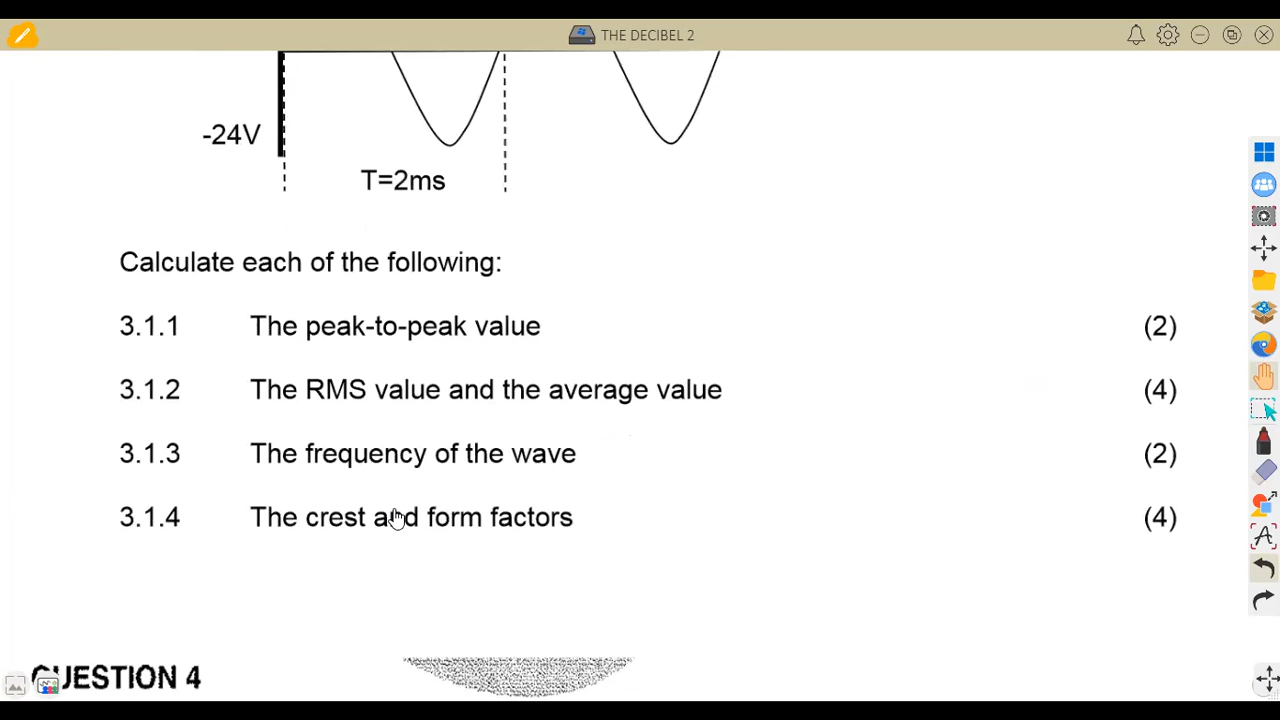 THE DECIBEL 2
-24V
T=2ms
Calculate each of the following:
3.1.1 The peak-to-peak value (2)
3.1.2 The RMS value and the average value (4)
3.1.3 The frequency of the wave (2)
3.1.4 The crest and form factors (4)
QUESTION 4